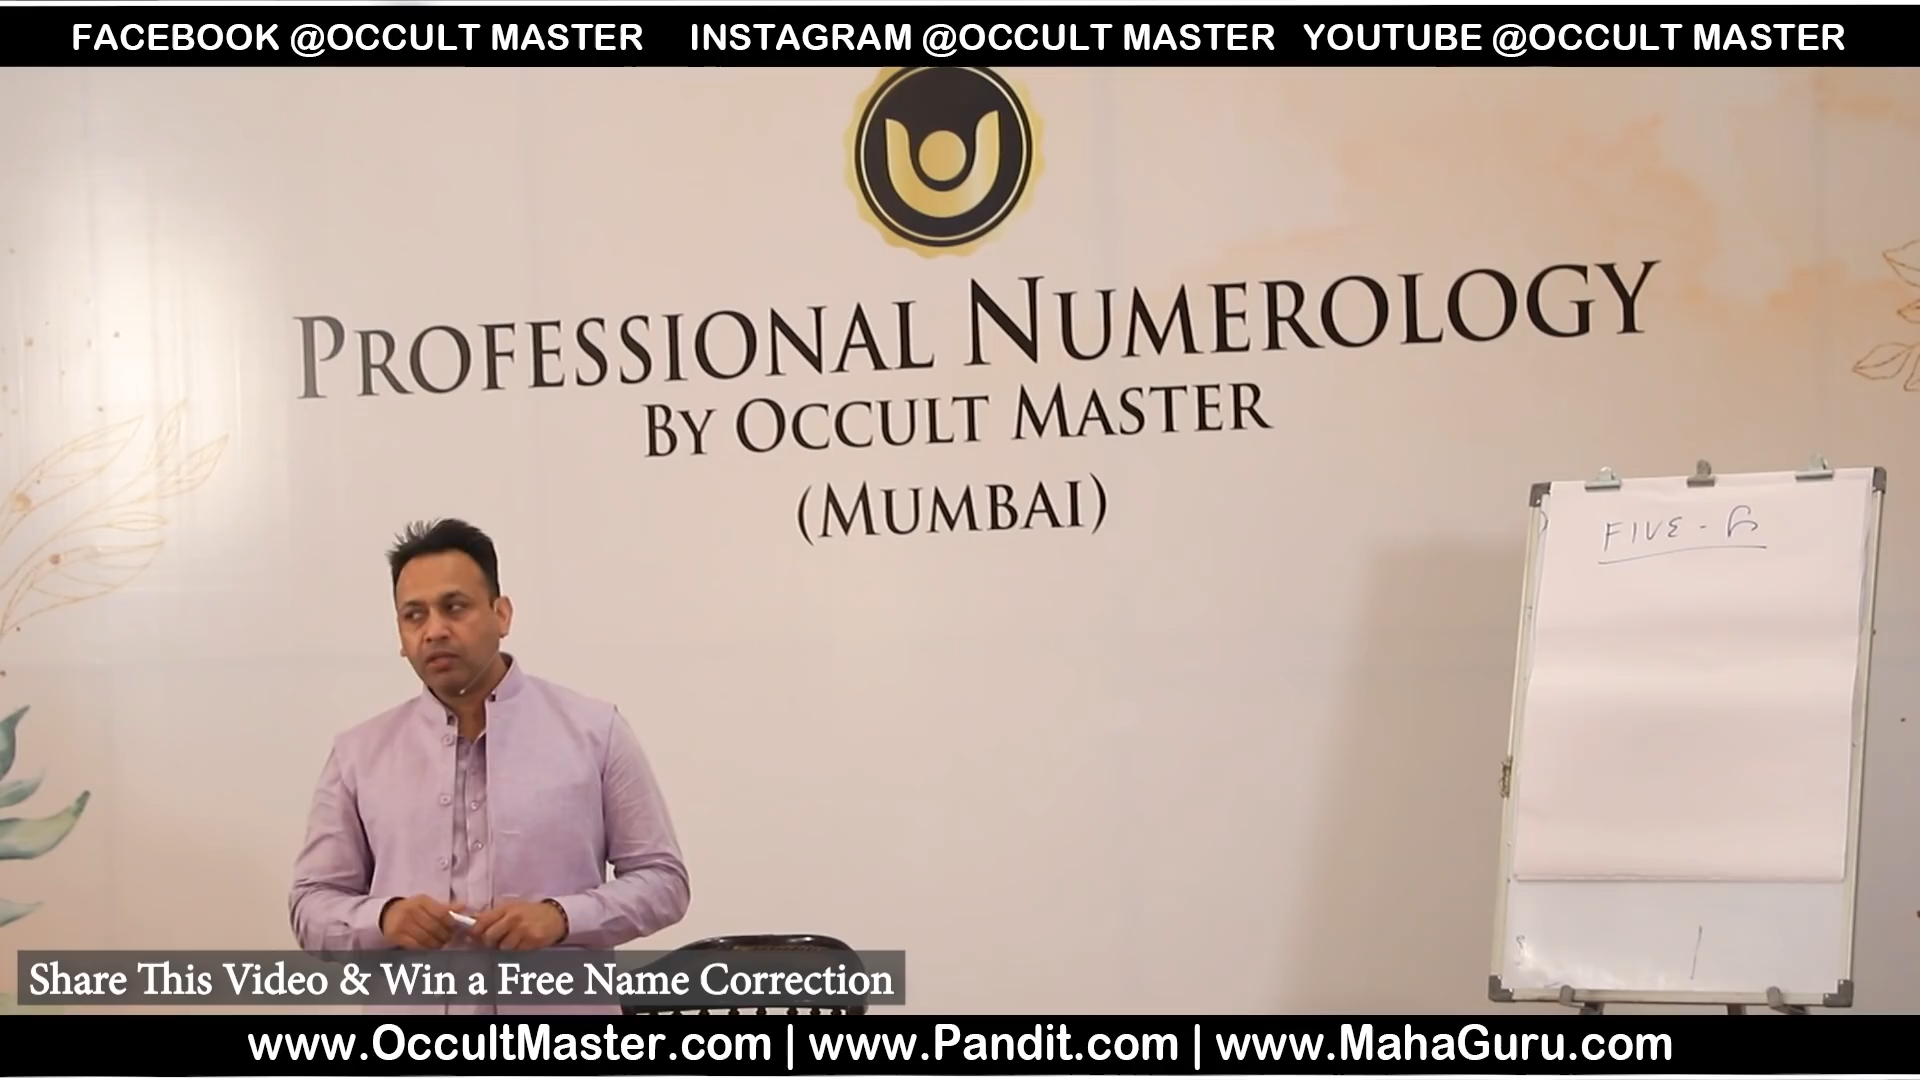 FACEBOOK @OCCULT MASTER INSTAGRAM @OCCULT MASTER YOUTUBE @OCCULT MASTER
PROFESSIONAL NUMEROLOGY
BY OCCULT MASTER
(MUMBAI)
FIVE -
Share This Video & Win a Free Name Correction
www.OccultMaster.com | www.Pandit.com | www.MahaGuru.com